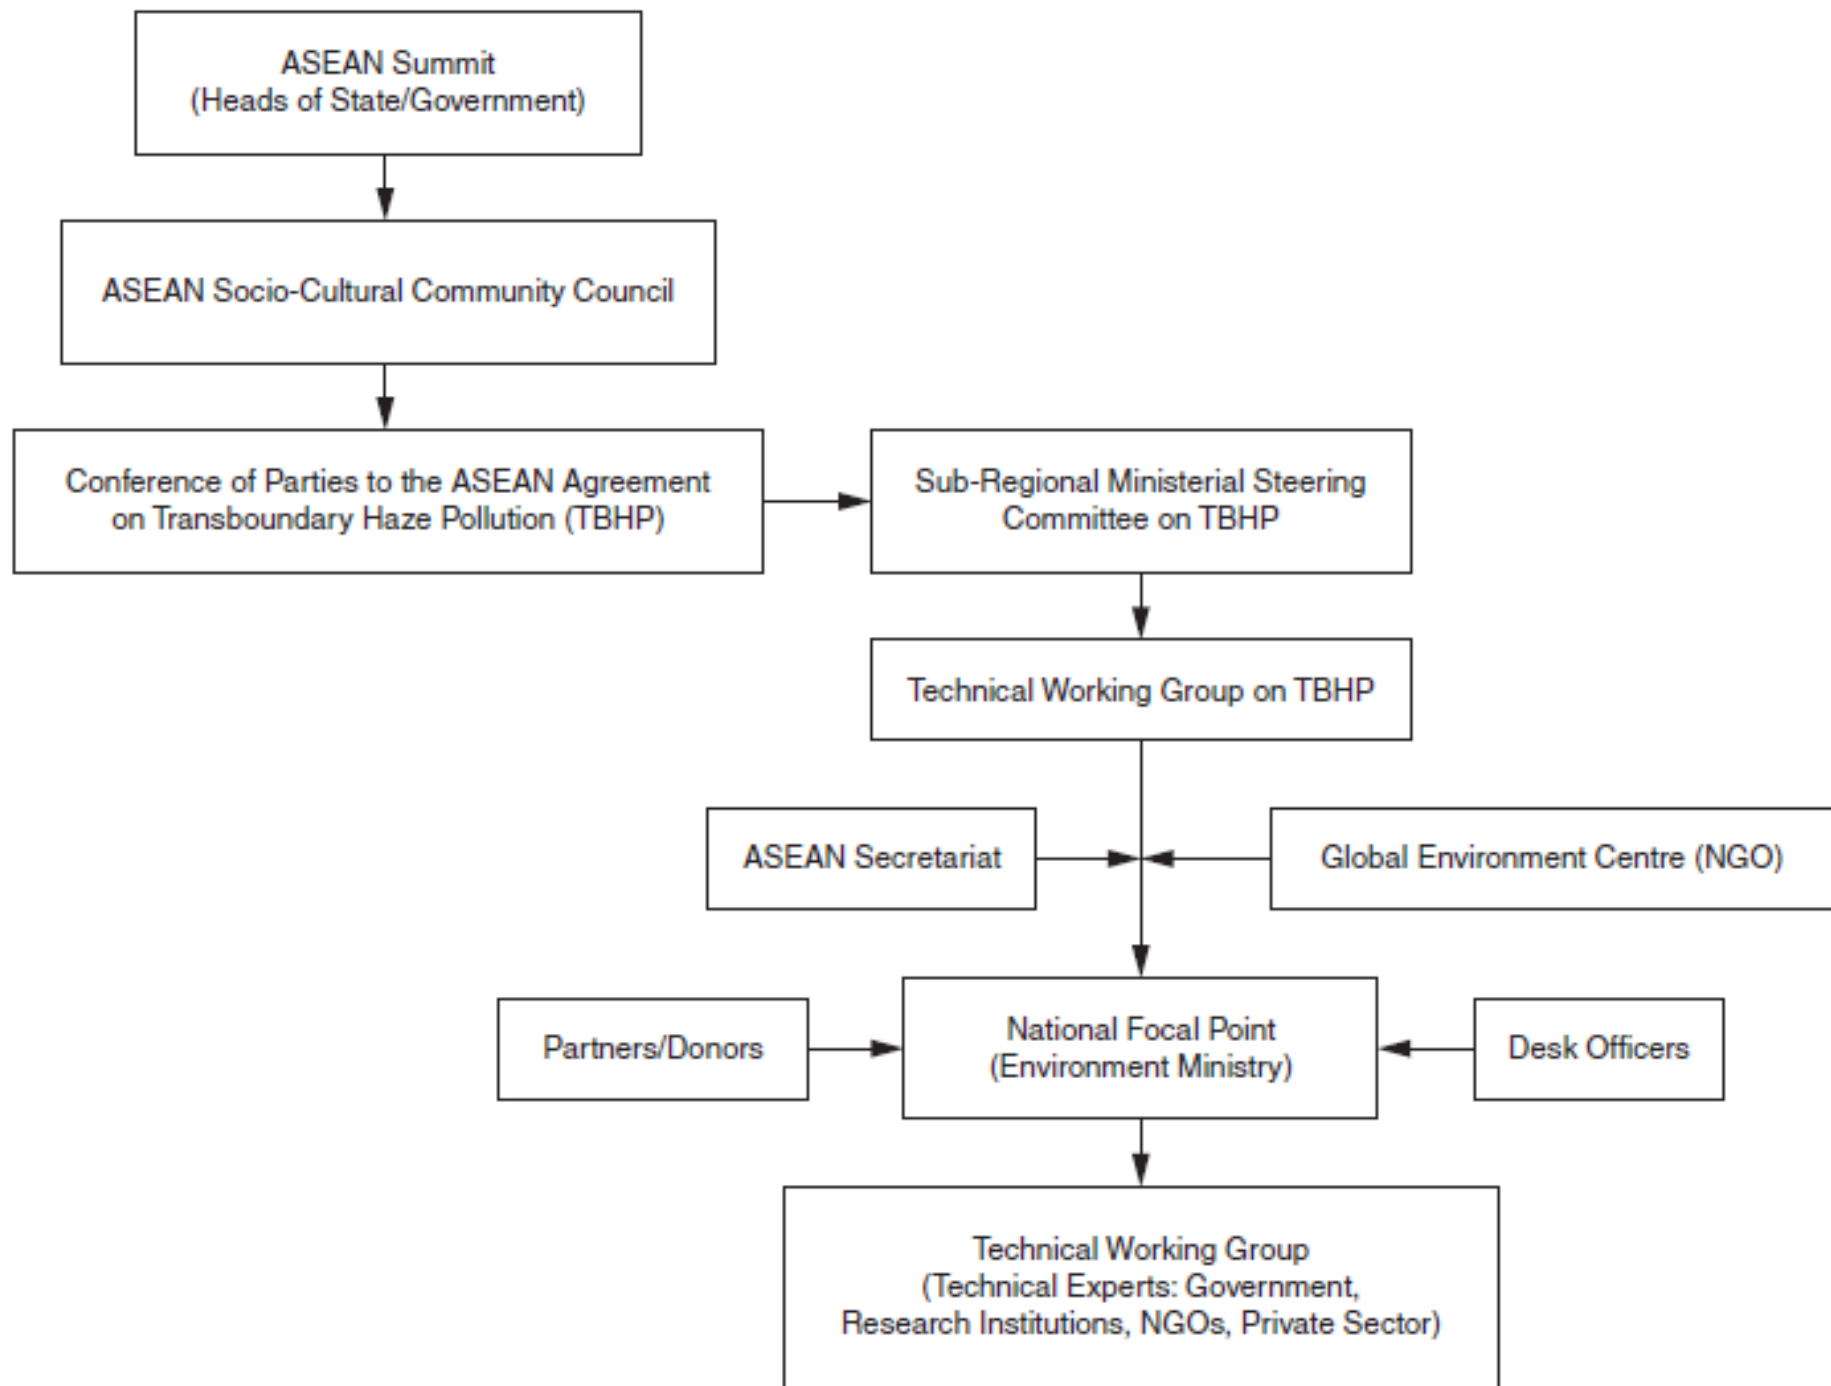 ASEAN Summit
(Heads of State/Government)
ASEAN Socio-Cultural Community Council
Conference of Parties to the ASEAN Agreement
on Transboundary Haze Pollution (TBHP)
Sub-Regional Ministerial Steering
Committee on TBHP
Technical Working Group on TBHP
ASEAN Secretariat
Global Environment Centre (NGO)
Partners/Donors
National Focal Point
(Environment Ministry)
Desk Officers
Technical Working Group
(Technical Experts: Government,
Research Institutions, NGOs, Private Sector)